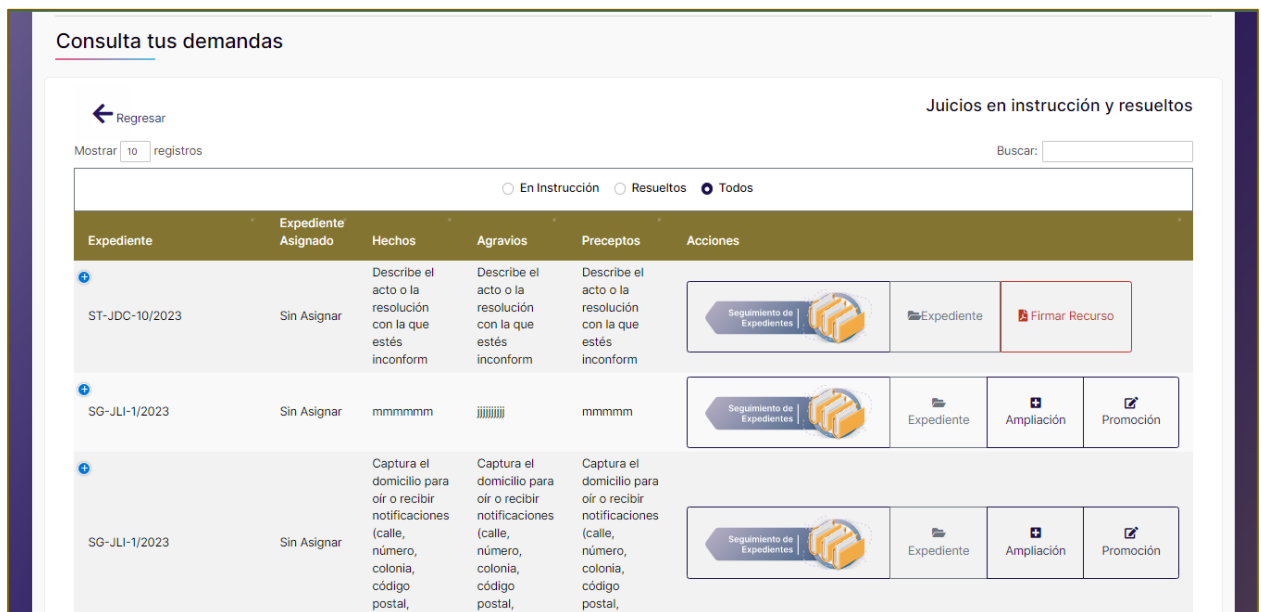 Consulta tus demandas
Regresar
Juicios en instrucción y resueltos
Mostrar 10 registros
Buscar:
En Instrucción Resueltos Todos
Expediente Expediente Asignado Hechos Agravios Preceptos Acciones
ST-JDC-10/2023
Sin Asignar
Describe el
acto o la
resolución
con la que
estés
inconform
Describe el
acto o la
resolución
con la que
estés
inconform
Describe el
acto o la
resolución
con la que
estés
inconform
Seguimiento de
Expedientes
Expediente
Firmar Recurso
SG-JLI-1/2023
Sin Asignar
mmmmmm
jjjjjjjjjj
mmmmm
Seguimiento de
Expedientes
Expediente
Ampliación
Promoción
SG-JLI-1/2023
Sin Asignar
Captura el
domicilio para
oír o recibir
notificaciones
(calle,
número,
colonia,
código
postal,
Captura el
domicilio para
oír o recibir
notificaciones
(calle,
número,
colonia,
código
postal,
Captura el
domicilio para
oír o recibir
notificaciones
(calle,
número,
colonia,
código
postal,
Seguimiento de
Expedientes
Expediente
Ampliación
Promoción